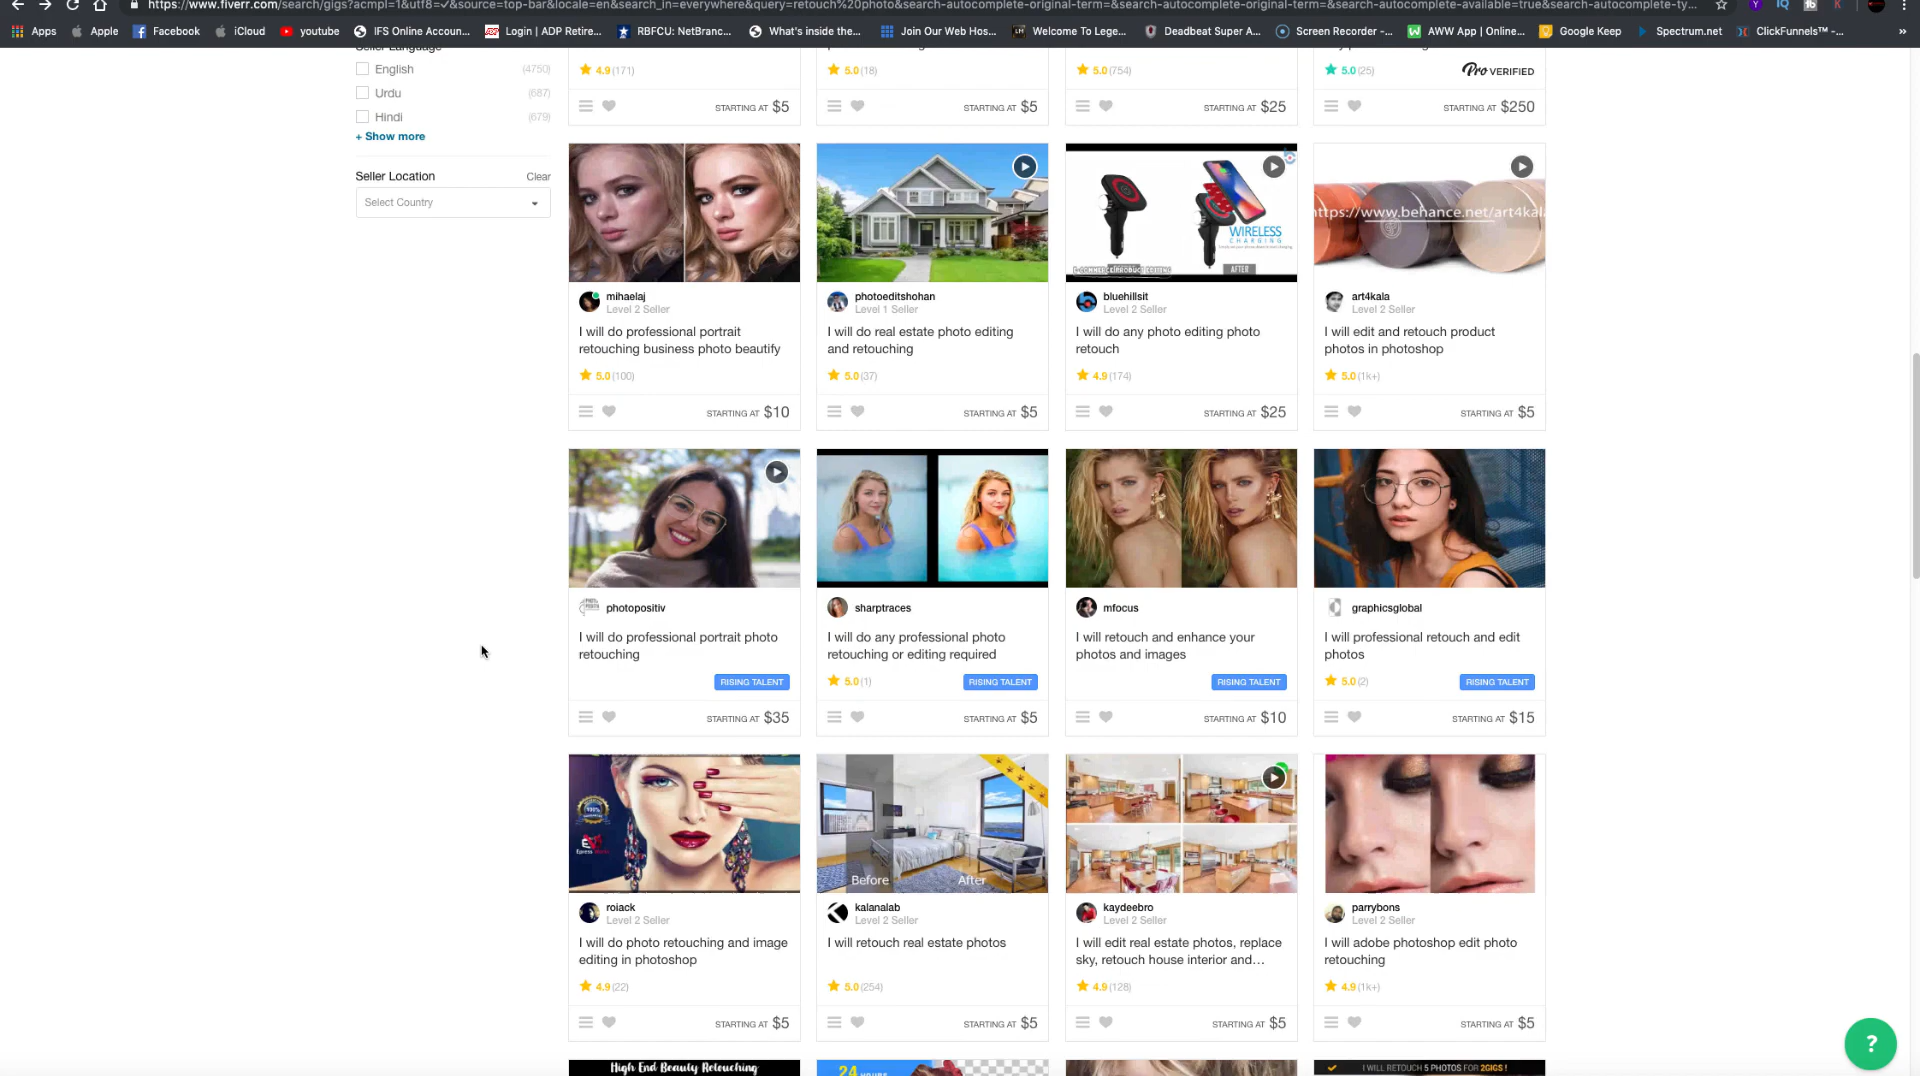 https://www.fiverr.com/search/gigs?acmpl=1&utf8=✓&source=top-bar&locale=en&search_in=everywhere&query=retouch%20photo&search-autocomplete-original-term=&search-autocomplete-original-term=&search-autocomplete-available=true&search-autocomplete-ty...
Apps Apple Facebook iCloud youtube IFS Online Accoun... Login | ADP Retire... RBFCU: NetBranc... What's inside the... Join Our Web Hos... Welcome To Lege... Deadbeat Super A... Screen Recorder -... AWW App | Online... Google Keep Spectrum.net ClickFunnels™ -... »
Seller Language
English (4750)
Urdu (687)
Hindi (679)
+ Show more
Seller Location Clear
Select Country
4.9 (171)
STARTING AT $5
5.0 (18)
STARTING AT $5
5.0 (754)
STARTING AT $25
5.0 (25) Pro VERIFIED
STARTING AT $250
mihaelaj
Level 2 Seller
I will do professional portrait
retouching business photo beautify
5.0 (100)
STARTING AT $10
photoeditshohan
Level 1 Seller
I will do real estate photo editing
and retouching
5.0 (37)
STARTING AT $5
WIRELESS
CHARGING
AFTER
bluehillsit
Level 2 Seller
I will do any photo editing photo
retouch
4.9 (174)
STARTING AT $25
https://www.behance.net/art4kala
art4kala
Level 2 Seller
I will edit and retouch product
photos in photoshop
5.0 (1k+)
STARTING AT $5
photopositiv
I will do professional portrait photo
retouching
RISING TALENT
STARTING AT $35
sharptraces
I will do any professional photo
retouching or editing required
5.0 (1) RISING TALENT
STARTING AT $5
mfocus
I will retouch and enhance your
photos and images
RISING TALENT
STARTING AT $10
graphicsglobal
I will professional retouch and edit
photos
5.0 (2) RISING TALENT
STARTING AT $15
100%
roiack
Level 2 Seller
I will do photo retouching and image
editing in photoshop
4.9 (22)
STARTING AT $5
Before After
kalanalab
Level 2 Seller
I will retouch real estate photos
5.0 (254)
STARTING AT $5
kaydeebro
Level 2 Seller
I will edit real estate photos, replace
sky, retouch house interior and…
4.9 (128)
STARTING AT $5
parrybons
Level 2 Seller
I will adobe photoshop edit photo
retouching
4.9 (1k+)
STARTING AT $5
High End Beauty Retouching
24 HOURS
I WILL RETOUCH 5 PHOTOS FOR 2GIGS !
?